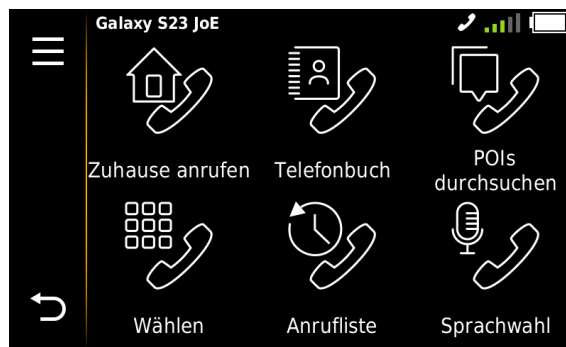 Galaxy S23 JoE
Zuhause anrufen
Telefonbuch
POIs
durchsuchen
Wählen
Anrufliste
Sprachwahl